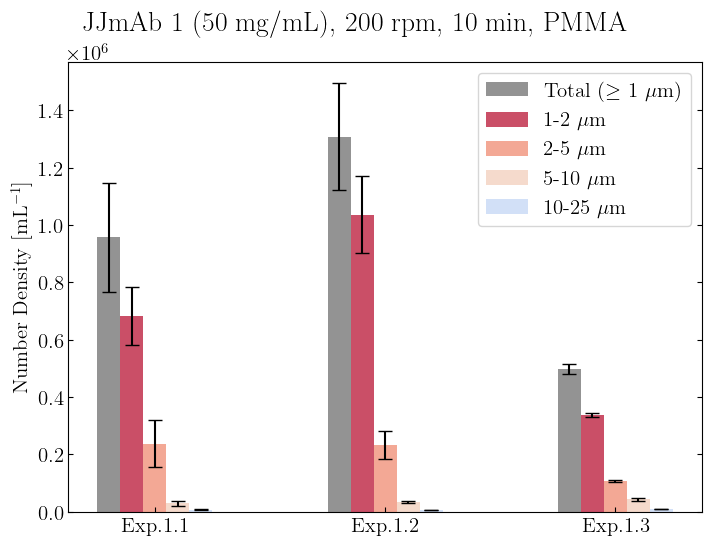 JJmAb 1 (50 mg/mL), 200 rpm, 10 min, PMMA
×10⁶
Total (≥ 1 μm)
1-2 μm
2-5 μm
5-10 μm
10-25 μm
Number Density [mL⁻¹]
1.4
1.2
1.0
0.8
0.6
0.4
0.2
0.0
Exp.1.1 Exp.1.2 Exp.1.3